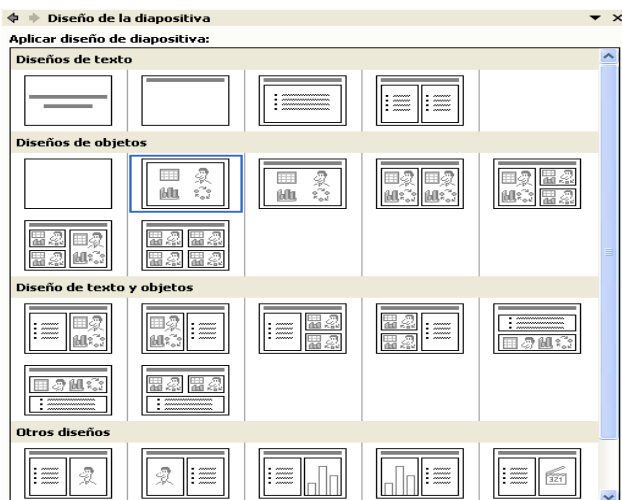 Diseño de la diapositiva
Aplicar diseño de diapositiva:
Diseños de texto
Diseños de objetos
Diseño de texto y objetos
Otros diseños
321